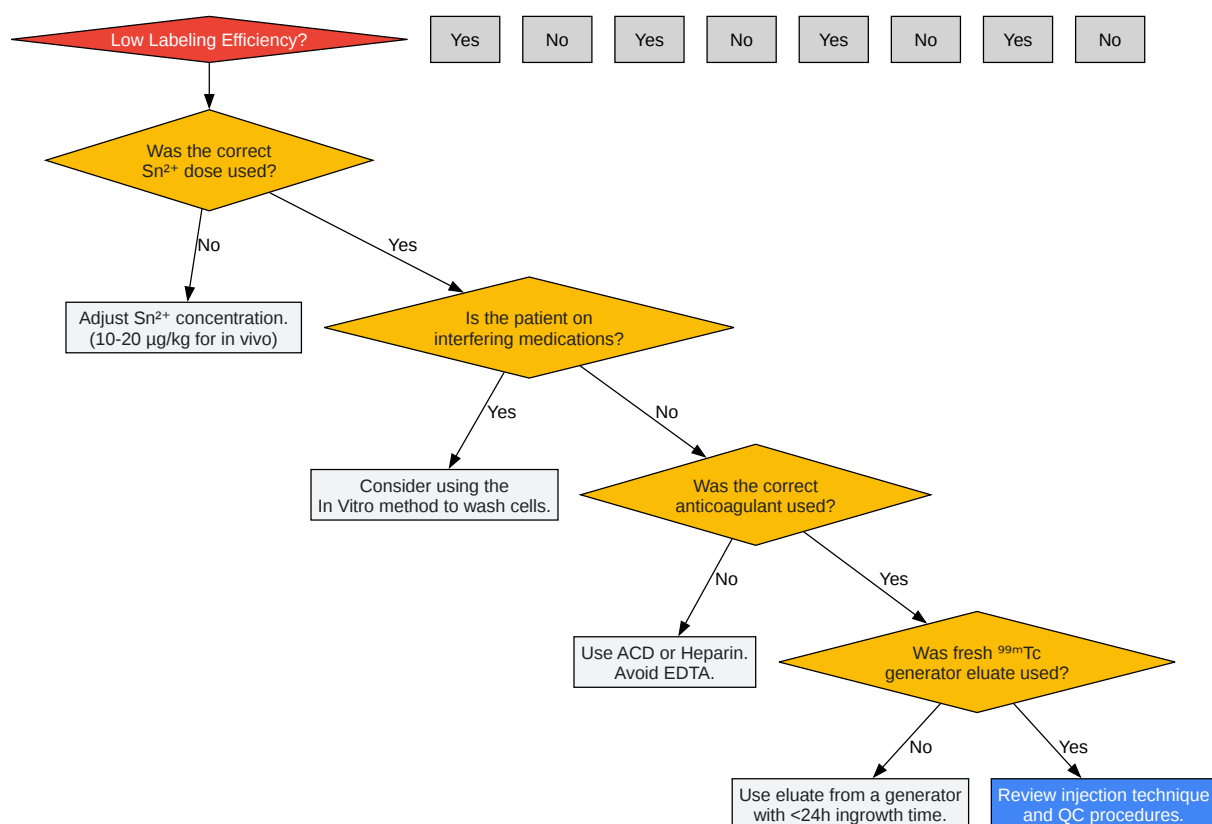 Low Labeling Efficiency?
Yes
No
Yes
No
Yes
No
Yes
No
Was the correct
Sn²⁺ dose used?
No
Yes
Adjust Sn²⁺ concentration.
(10-20 µg/kg for in vivo)
Is the patient on
interfering medications?
Yes
No
Consider using the
In Vitro method to wash cells.
Was the correct
anticoagulant used?
No
Yes
Use ACD or Heparin.
Avoid EDTA.
Was fresh ⁹⁹ᵐTc
generator eluate used?
No
Yes
Use eluate from a generator
with <24h ingrowth time.
Review injection technique
and QC procedures.